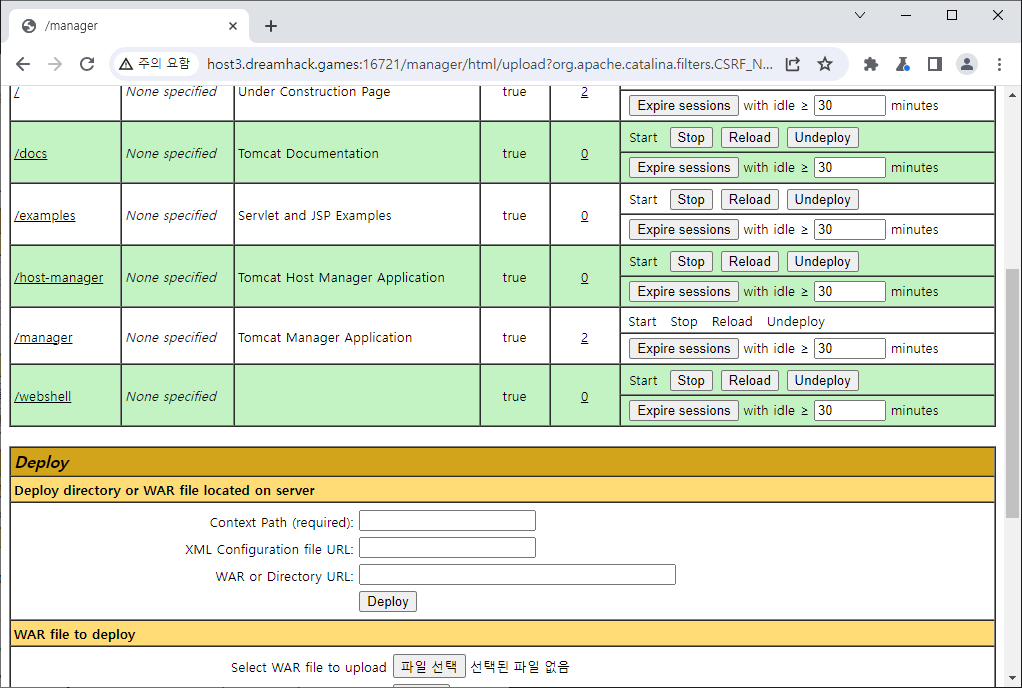 /manager
주의 요함 host3.dreamhack.games:16721/manager/html/upload?org.apache.catalina.filters.CSRF_N...
/ None specified Under Construction Page true 2
Expire sessions with idle ≥ 30 minutes
/docs None specified Tomcat Documentation true 0 Start Stop Reload Undeploy
Expire sessions with idle ≥ 30 minutes
/examples None specified Servlet and JSP Examples true 0 Start Stop Reload Undeploy
Expire sessions with idle ≥ 30 minutes
/host-manager None specified Tomcat Host Manager Application true 0 Start Stop Reload Undeploy
Expire sessions with idle ≥ 30 minutes
/manager None specified Tomcat Manager Application true 2 Start Stop Reload Undeploy
Expire sessions with idle ≥ 30 minutes
/webshell None specified true 0 Start Stop Reload Undeploy
Expire sessions with idle ≥ 30 minutes
Deploy
Deploy directory or WAR file located on server
Context Path (required):
XML Configuration file URL:
WAR or Directory URL:
Deploy
WAR file to deploy
Select WAR file to upload 파일 선택 선택된 파일 없음